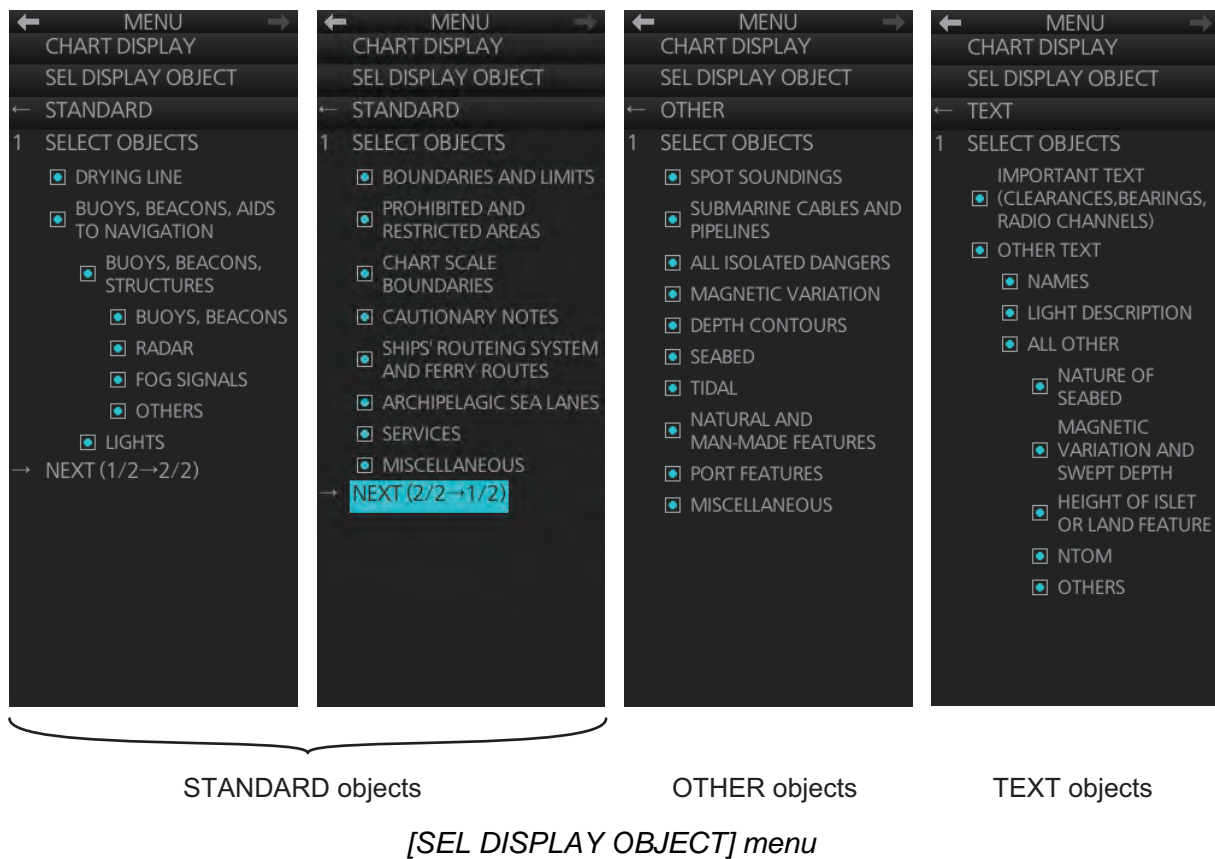 ← MENU →
CHART DISPLAY
SEL DISPLAY OBJECT
← STANDARD
1 SELECT OBJECTS
DRYING LINE
BUOYS, BEACONS, AIDS
TO NAVIGATION
BUOYS, BEACONS,
STRUCTURES
BUOYS, BEACONS
RADAR
FOG SIGNALS
OTHERS
LIGHTS
→ NEXT (1/2→2/2)
← MENU →
CHART DISPLAY
SEL DISPLAY OBJECT
← STANDARD
1 SELECT OBJECTS
BOUNDARIES AND LIMITS
PROHIBITED AND
RESTRICTED AREAS
CHART SCALE
BOUNDARIES
CAUTIONARY NOTES
SHIPS' ROUTEING SYSTEM
AND FERRY ROUTES
ARCHIPELAGIC SEA LANES
SERVICES
MISCELLANEOUS
→ NEXT (2/2→1/2)
← MENU →
CHART DISPLAY
SEL DISPLAY OBJECT
← OTHER
1 SELECT OBJECTS
SPOT SOUNDINGS
SUBMARINE CABLES AND
PIPELINES
ALL ISOLATED DANGERS
MAGNETIC VARIATION
DEPTH CONTOURS
SEABED
TIDAL
NATURAL AND
MAN-MADE FEATURES
PORT FEATURES
MISCELLANEOUS
← MENU →
CHART DISPLAY
SEL DISPLAY OBJECT
← TEXT
1 SELECT OBJECTS
IMPORTANT TEXT
(CLEARANCES,BEARINGS,
RADIO CHANNELS)
OTHER TEXT
NAMES
LIGHT DESCRIPTION
ALL OTHER
NATURE OF
SEABED
MAGNETIC
VARIATION AND
SWEPT DEPTH
HEIGHT OF ISLET
OR LAND FEATURE
NTOM
OTHERS
STANDARD objects
OTHER objects
TEXT objects
[SEL DISPLAY OBJECT] menu